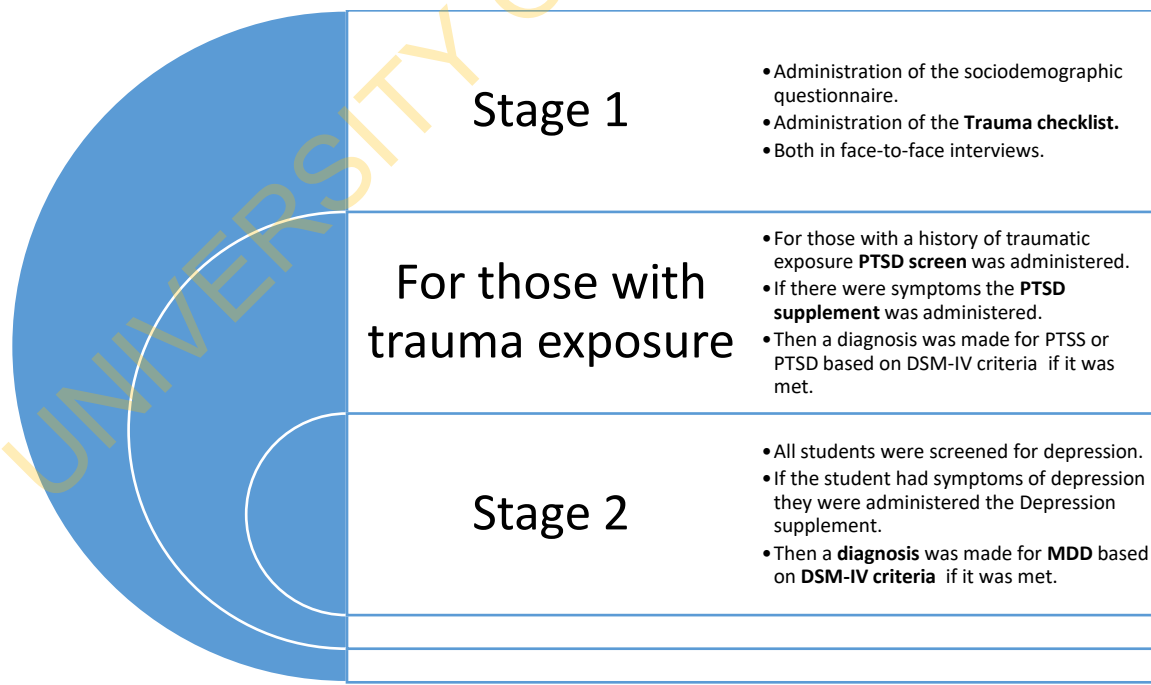 Stage 1
•Administration of the sociodemographic
questionnaire.
•Administration of the Trauma checklist.
•Both in face-to-face interviews.
For those with
trauma exposure
•For those with a history of traumatic
exposure PTSD screen was administered.
•If there were symptoms the PTSD
supplement was administered.
•Then a diagnosis was made for PTSS or
PTSD based on DSM-IV criteria if it was
met.
Stage 2
•All students were screened for depression.
•If the student had symptoms of depression
they were administered the Depression
supplement.
•Then a diagnosis was made for MDD based
on DSM-IV criteria if it was met.
UNIVERSITY